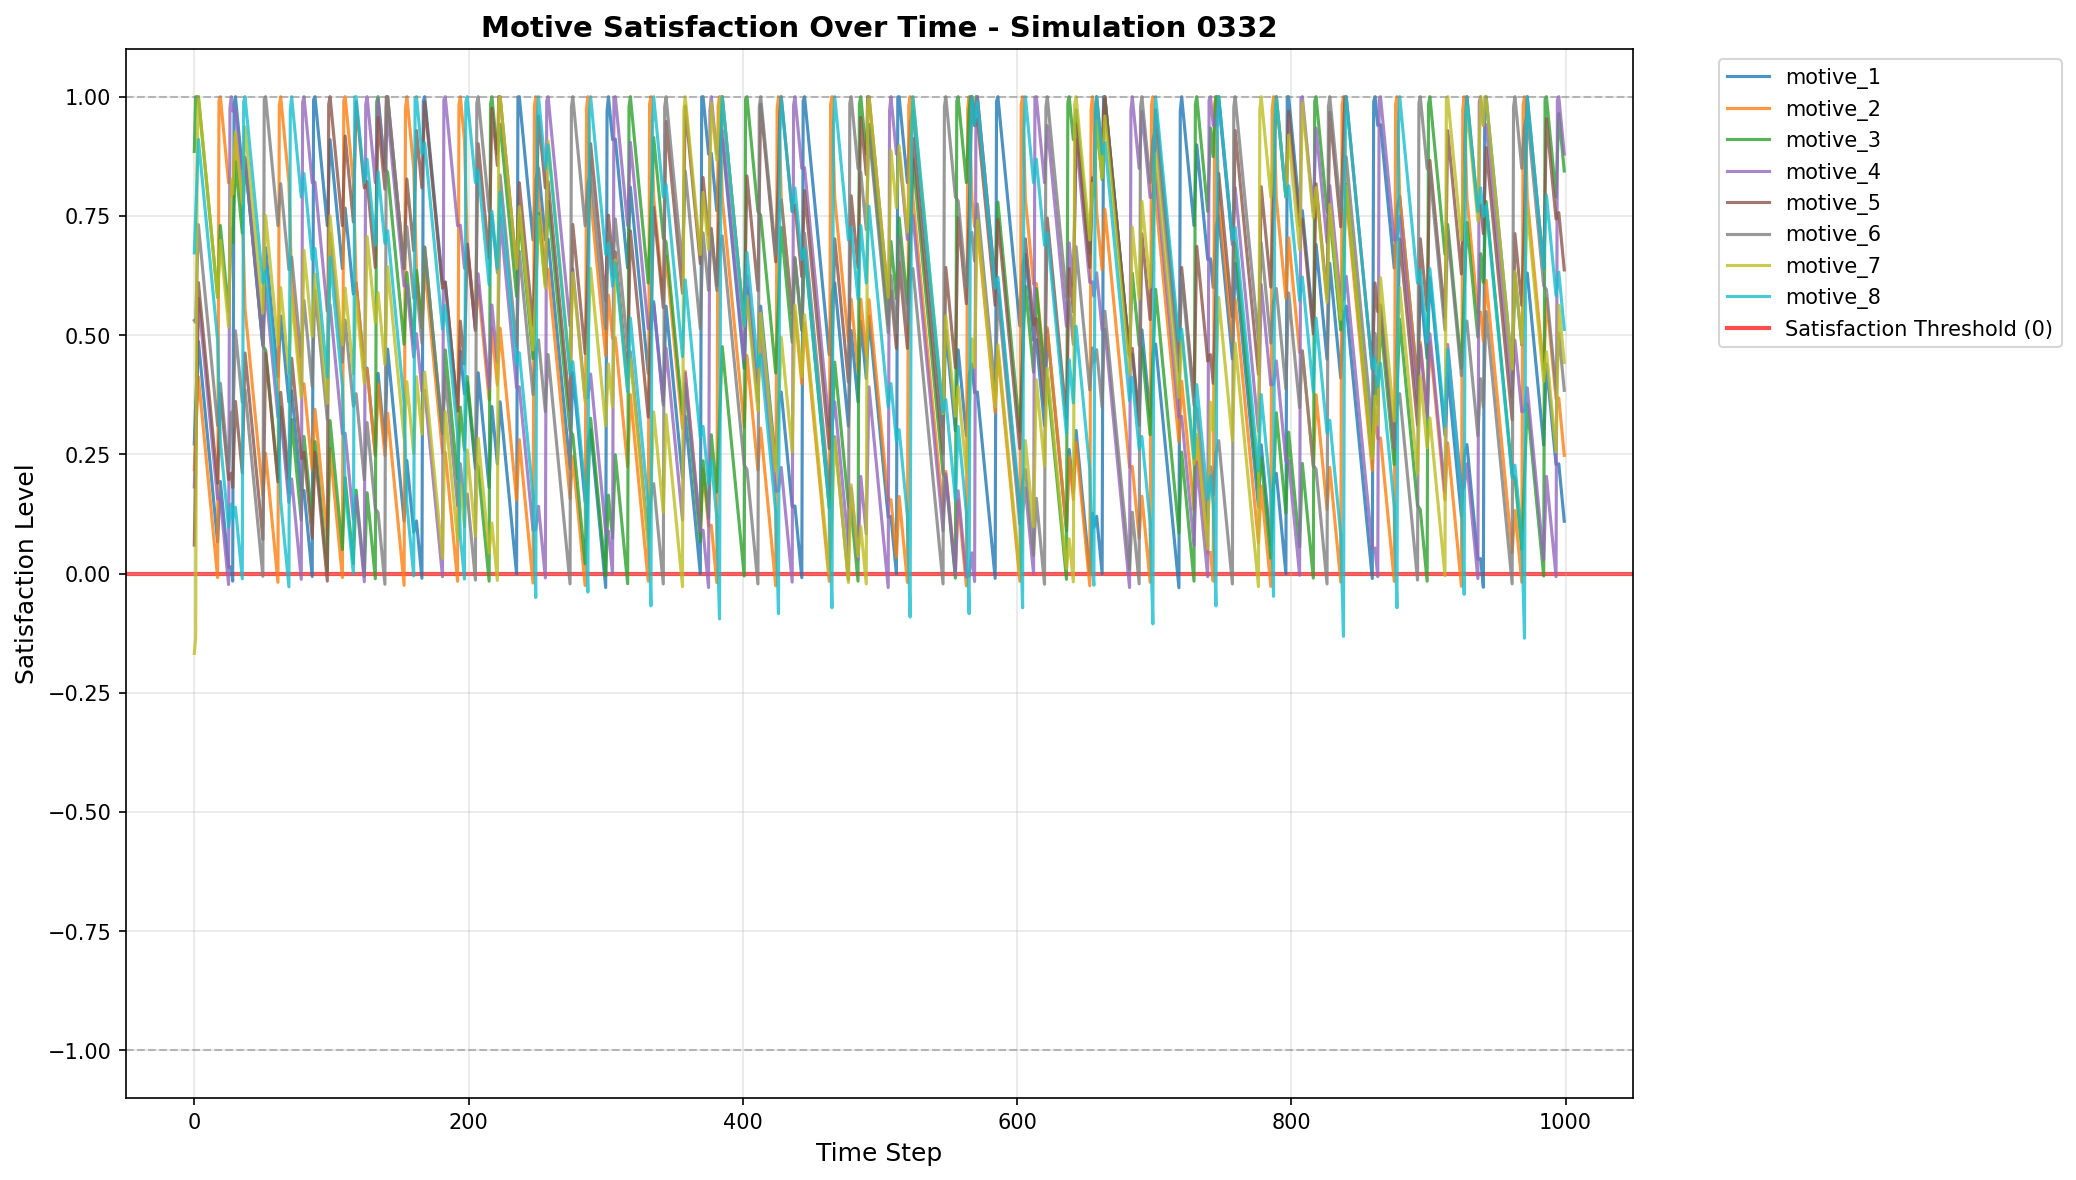 Motive Satisfaction Over Time - Simulation 0332
Satisfaction Level
1.00
0.75
0.50
0.25
0.00
−0.25
−0.50
−0.75
−1.00
0
200
400
600
800
1000
Time Step
motive_1
motive_2
motive_3
motive_4
motive_5
motive_6
motive_7
motive_8
Satisfaction Threshold (0)